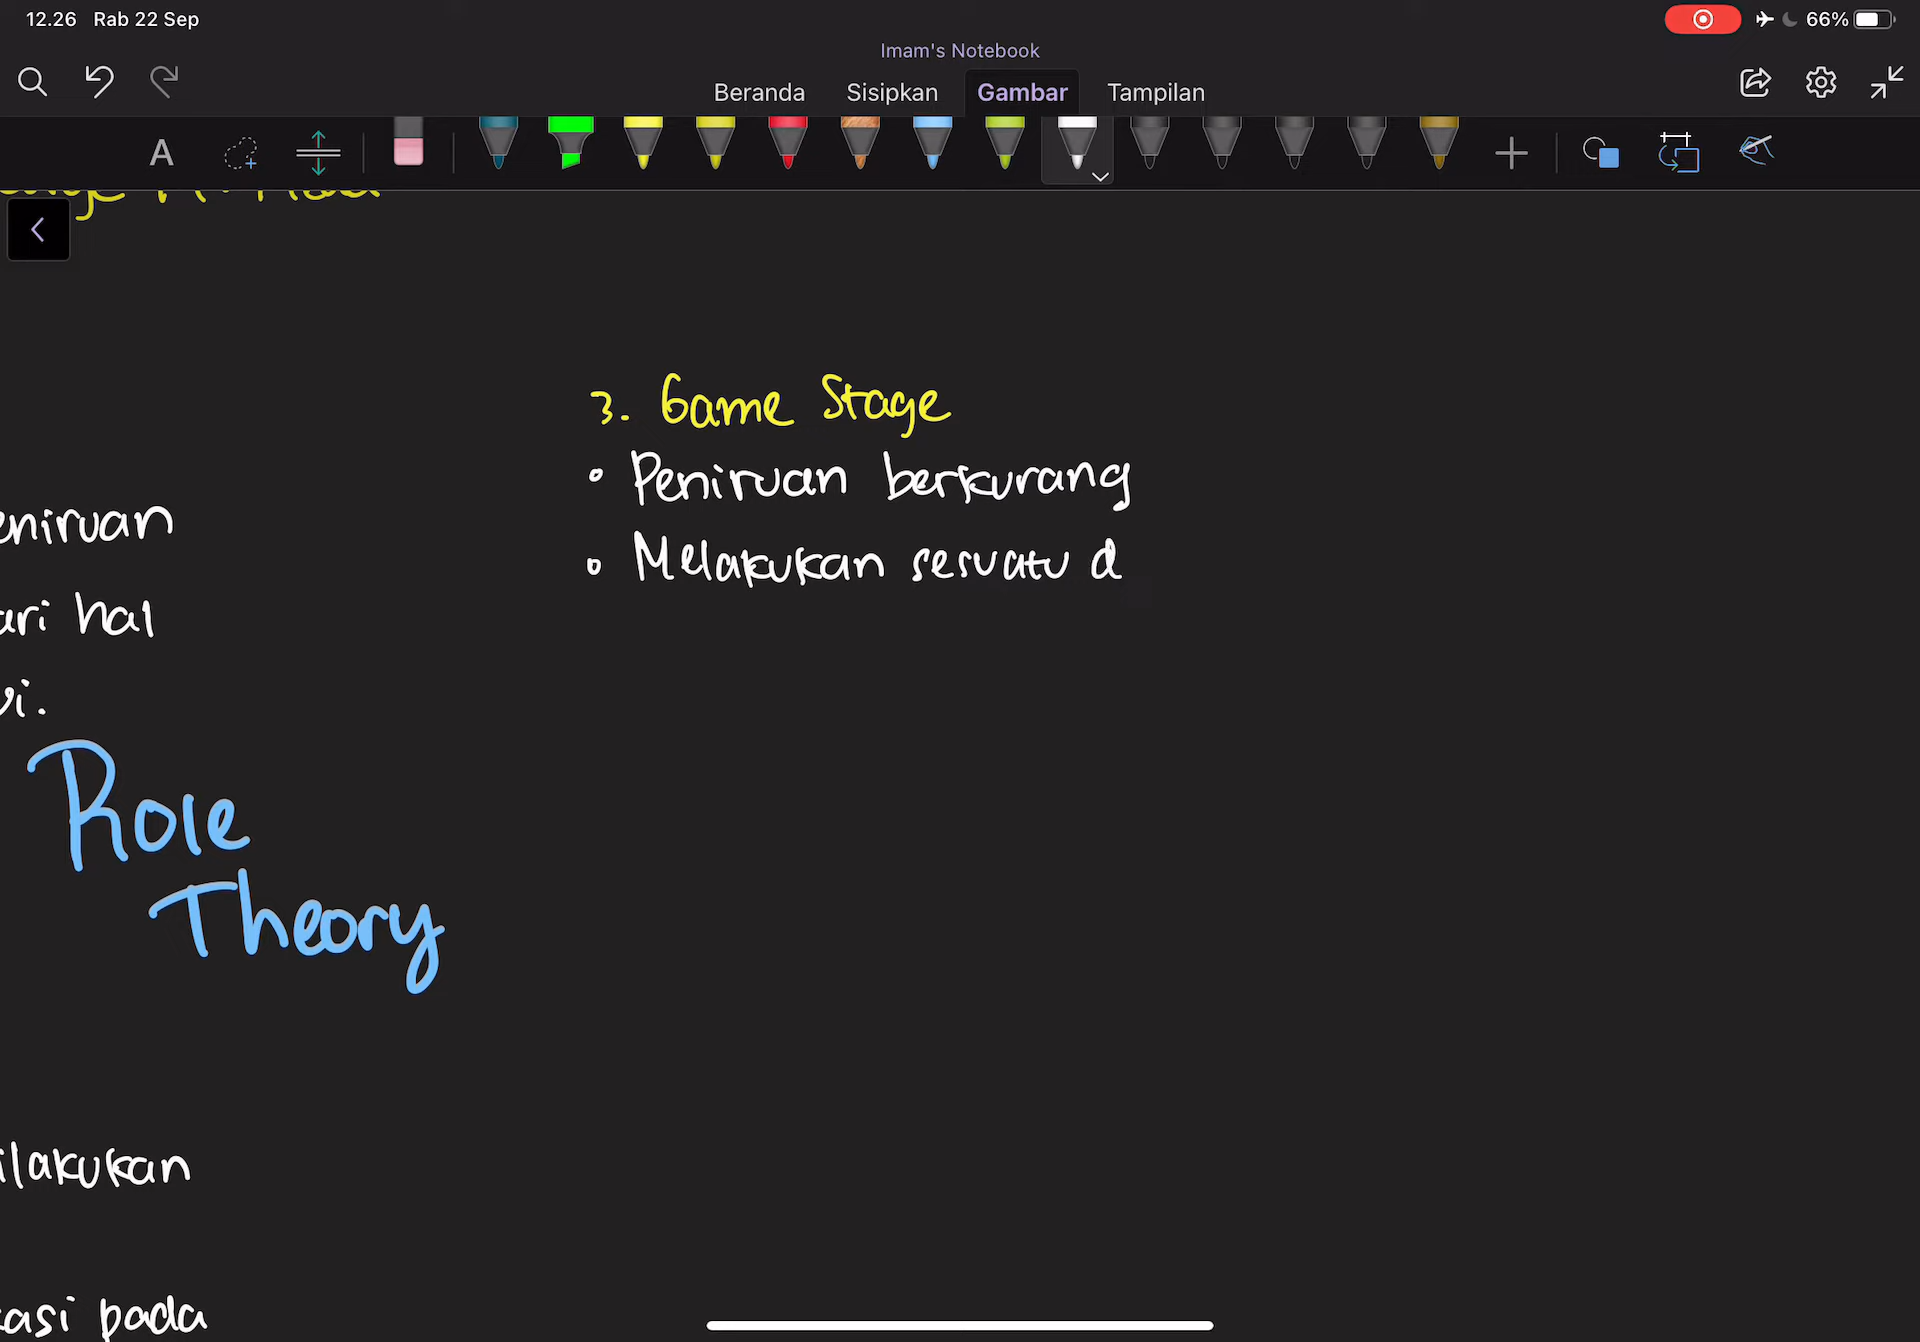 12.26 Rab 22 Sep
66%
Imam's Notebook
Beranda Sisipkan Gambar Tampilan
A
3. Game Stage
Peniruan berkurang
Melakukan sesuatu d
eniruan
ari hal
Role
Theory
ilakukan
asi pada